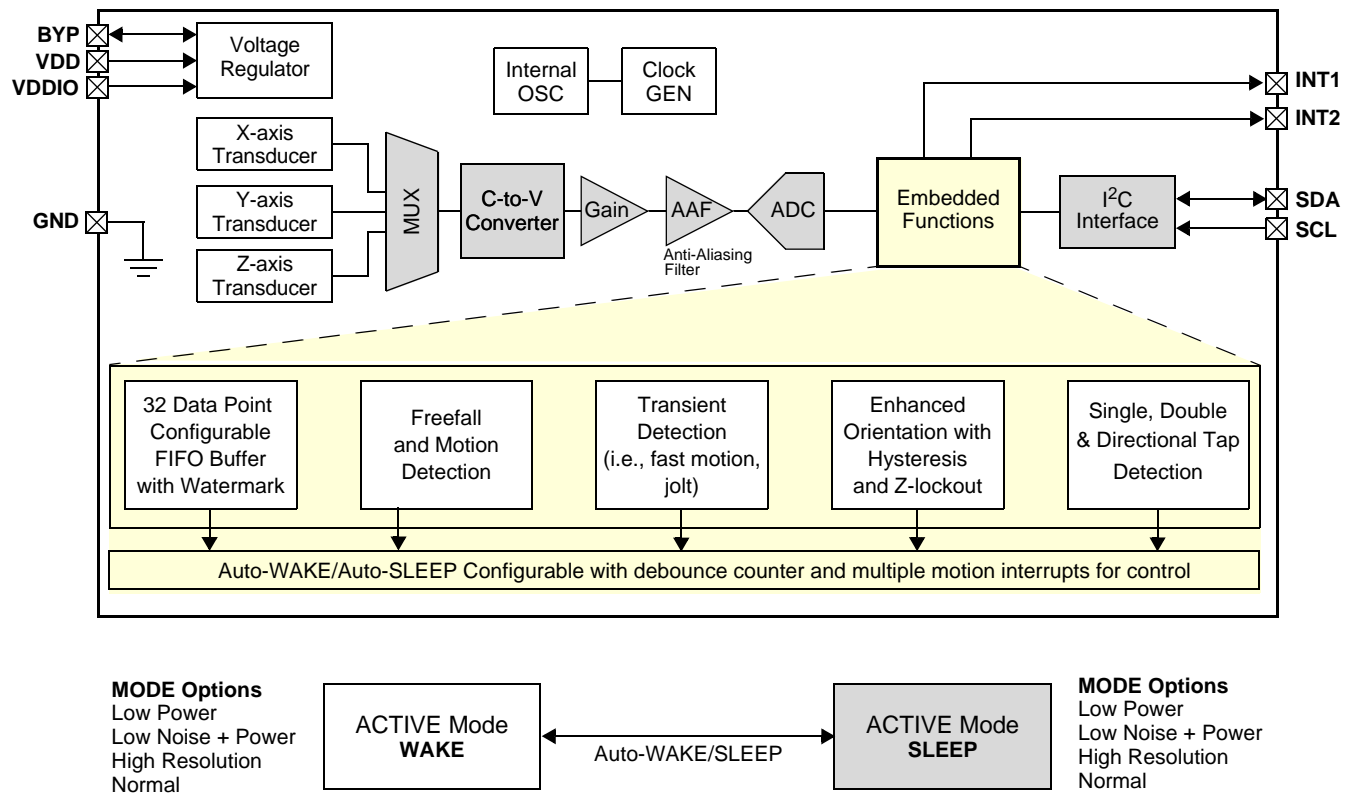 BYP
VDD
VDDIO
Voltage
Regulator
Internal
OSC
Clock
GEN
INT1
INT2
X-axis
Transducer
Y-axis
Transducer
Z-axis
Transducer
GND
MUX
C-to-V
Converter
Gain
AAF
Anti-Aliasing
Filter
ADC
Embedded
Functions
I²C
Interface
SDA
SCL
32 Data Point
Configurable
FIFO Buffer
with Watermark
Freefall
and Motion
Detection
Transient
Detection
(i.e., fast motion,
jolt)
Enhanced
Orientation with
Hysteresis
and Z-lockout
Single, Double
& Directional Tap
Detection
Auto-WAKE/Auto-SLEEP Configurable with debounce counter and multiple motion interrupts for control
MODE Options
Low Power
Low Noise + Power
High Resolution
Normal
ACTIVE Mode
WAKE
Auto-WAKE/SLEEP
ACTIVE Mode
SLEEP
MODE Options
Low Power
Low Noise + Power
High Resolution
Normal